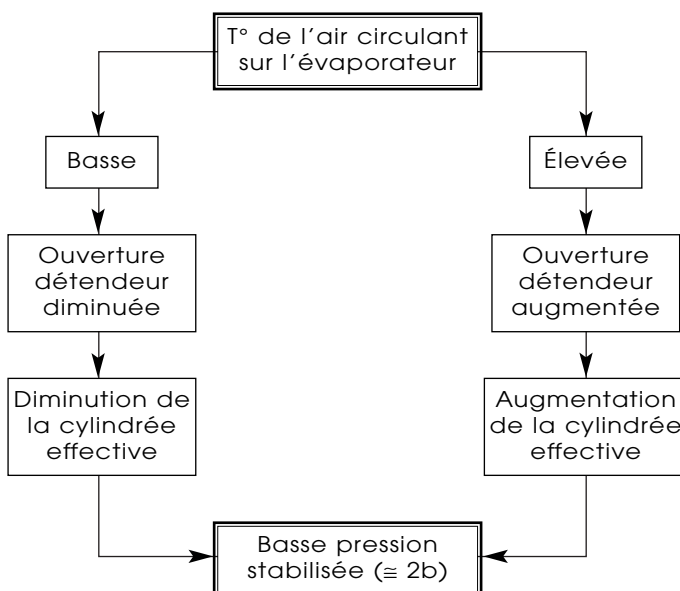 T° de l'air circulant
sur l'évaporateur
Basse
Élevée
Ouverture
détendeur
diminuée
Ouverture
détendeur
augmentée
Diminution de
la cylindrée
effective
Augmentation
de la cylindrée
effective
Basse pression
stabilisée (≅ 2b)